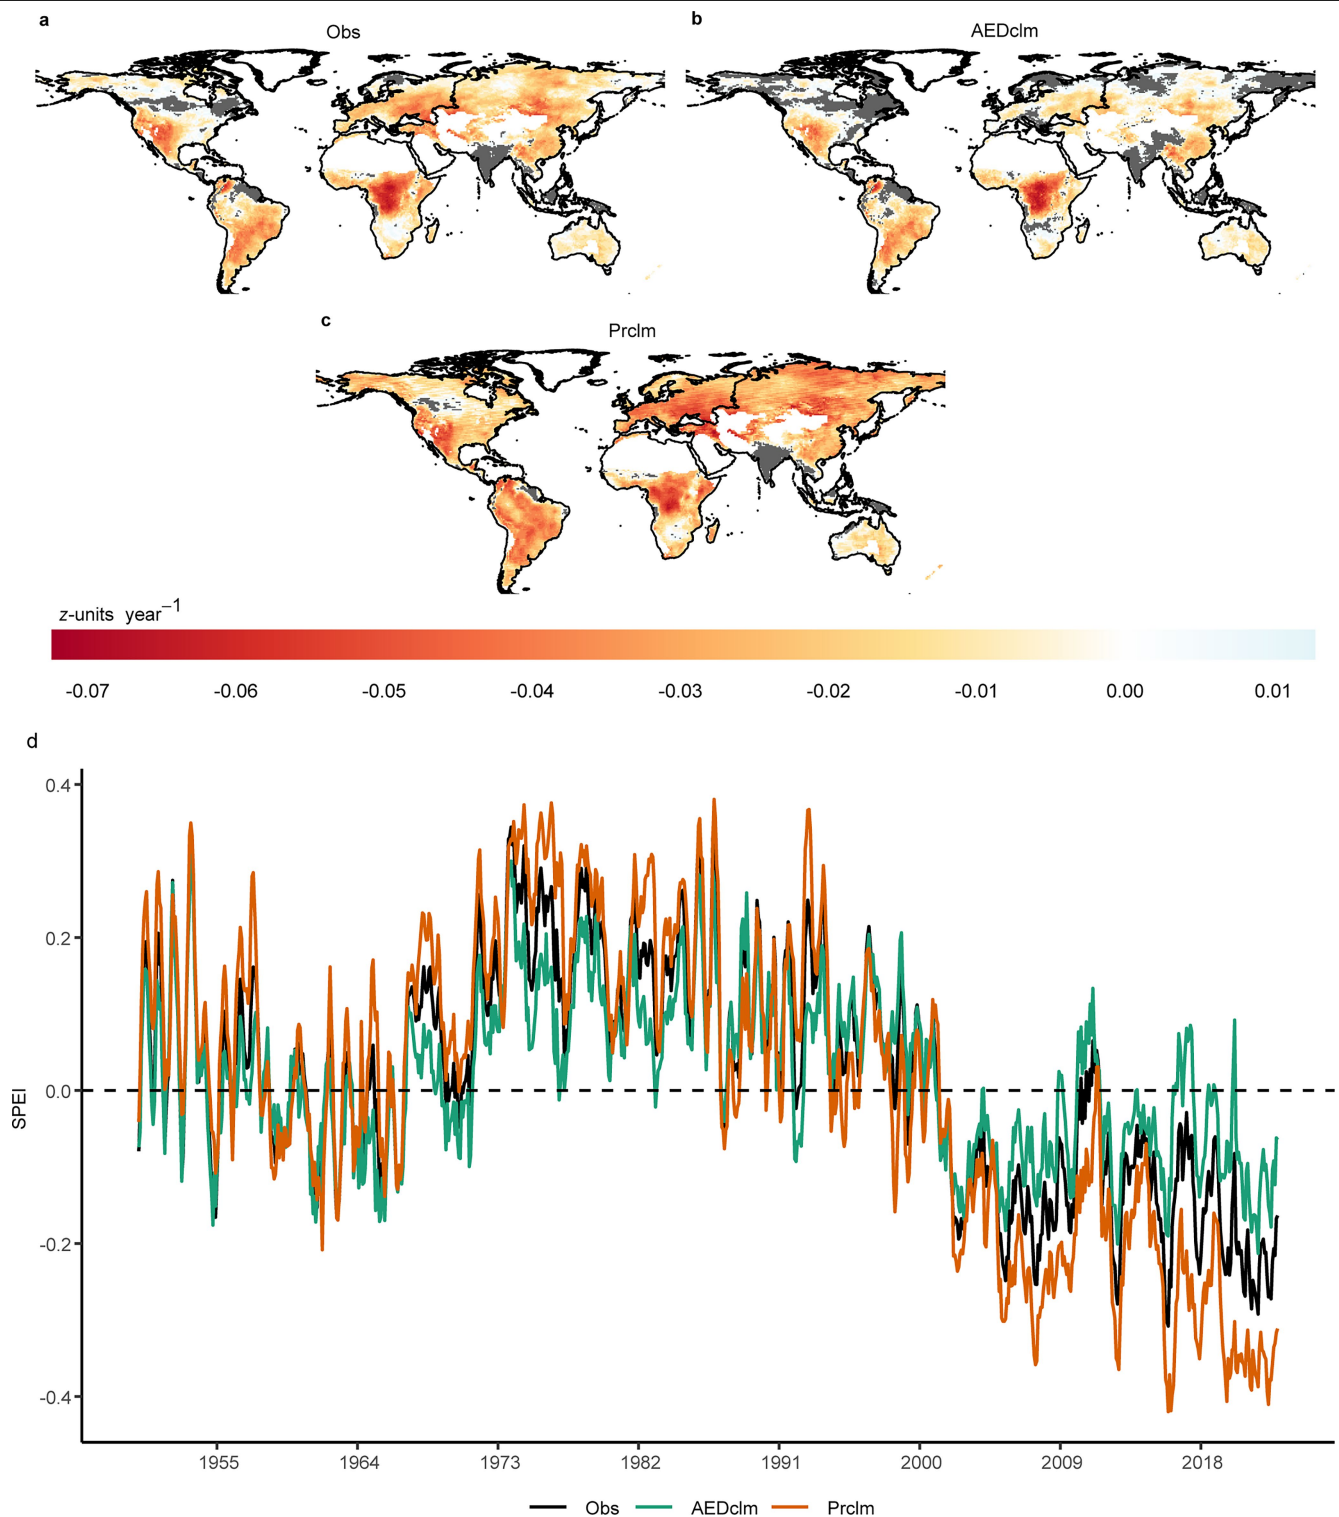 a
Obs
b
AEDclm
c
Prclm
z-units year−1
-0.07 -0.06 -0.05 -0.04 -0.03 -0.02 -0.01 0.00 0.01
d
0.4
0.2
0.0
-0.2
-0.4
SPEI
1955 1964 1973 1982 1991 2000 2009 2018
Obs AEDclm Prclm